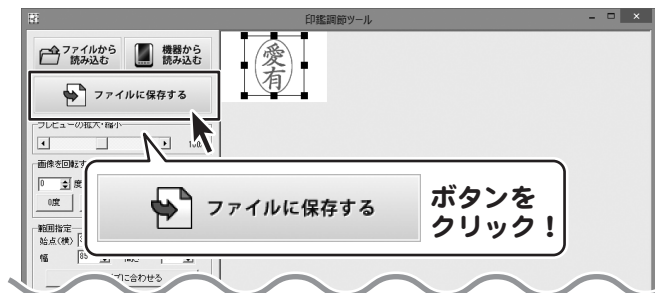 印鑑調節ツール
ファイルから
読み込む
機器から
読み込む
ファイルに保存する
愛
有
プレビューの拡大・縮小
画像を回転す
0 度
0度
ファイルに保存する
ボタンを
クリック！
範囲指定
始点(横)
幅 85
に合わせる